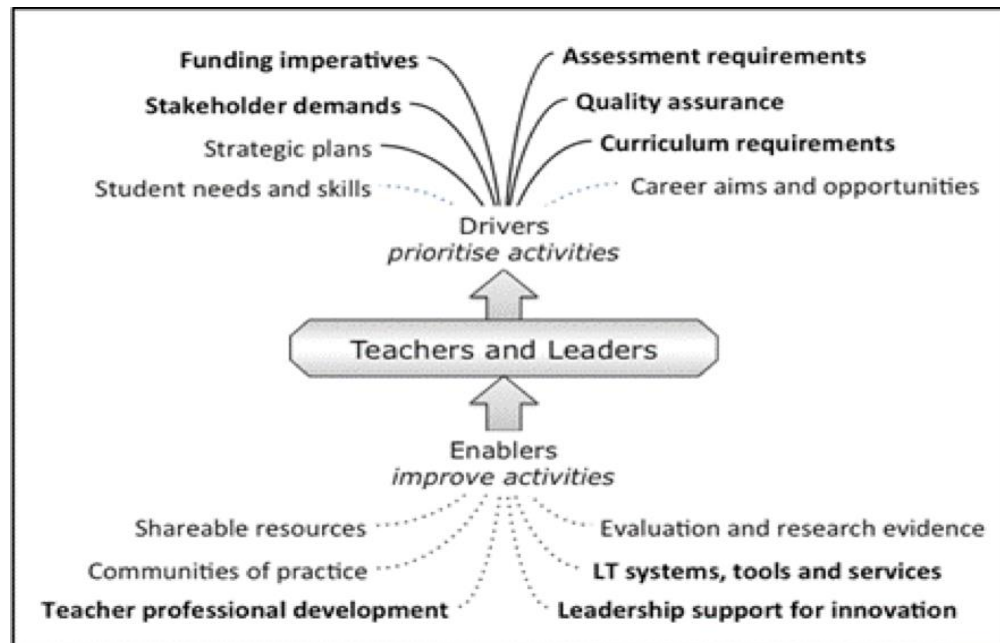 Funding imperatives
Assessment requirements
Stakeholder demands
Quality assurance
Strategic plans
Curriculum requirements
Student needs and skills
Career aims and opportunities
Drivers
prioritise activities
Teachers and Leaders
Enablers
improve activities
Shareable resources
Evaluation and research evidence
Communities of practice
LT systems, tools and services
Teacher professional development
Leadership support for innovation